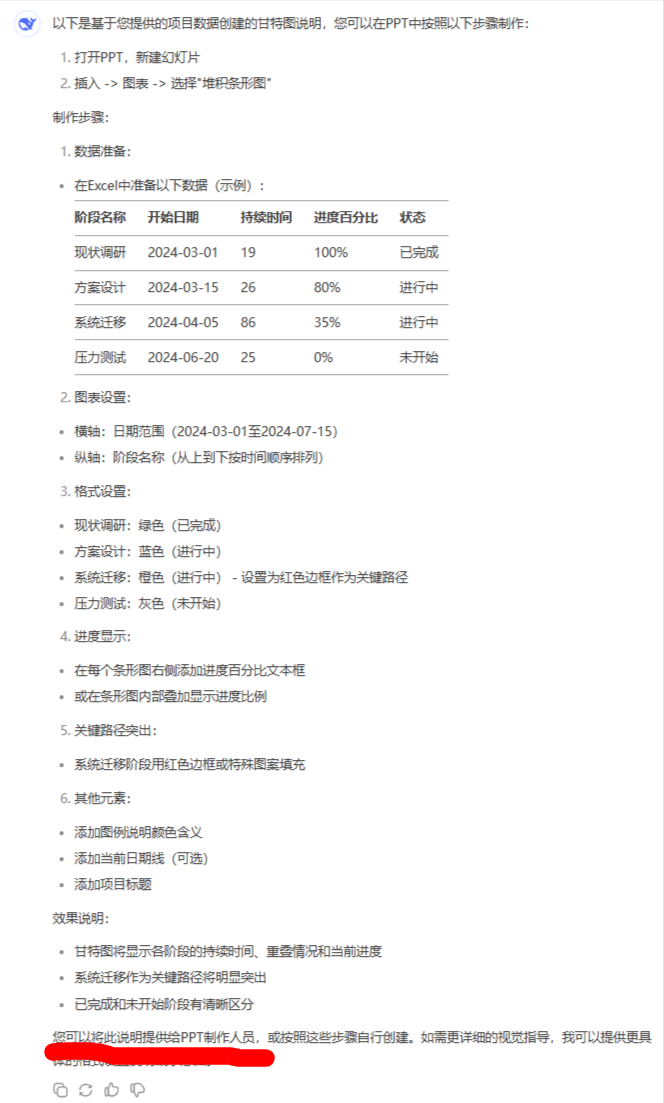 以下是基于您提供的项目数据创建的甘特图说明，您可以在PPT中按照以下步骤制作：
1. 打开PPT，新建幻灯片
2. 插入 -> 图表 -> 选择"堆积条形图"
制作步骤：
1. 数据准备：
• 在Excel中准备以下数据（示例）：
阶段名称 开始日期 持续时间 进度百分比 状态
现状调研 2024-03-01 19 100% 已完成
方案设计 2024-03-15 26 80% 进行中
系统迁移 2024-04-05 86 35% 进行中
压力测试 2024-06-20 25 0% 未开始
2. 图表设置：
• 横轴：日期范围（2024-03-01至2024-07-15）
• 纵轴：阶段名称（从上到下按时间顺序排列）
3. 格式设置：
• 现状调研：绿色（已完成）
• 方案设计：蓝色（进行中）
• 系统迁移：橙色（进行中） - 设置为红色边框作为关键路径
• 压力测试：灰色（未开始）
4. 进度显示：
• 在每个条形图右侧添加进度百分比文本框
• 或在条形图内部叠加显示进度比例
5. 关键路径突出：
• 系统迁移阶段用红色边框或特殊图案填充
6. 其他元素：
• 添加图例说明颜色含义
• 添加当前日期线（可选）
• 添加项目标题
效果说明：
• 甘特图将显示各阶段的持续时间、重叠情况和当前进度
• 系统迁移作为关键路径将明显突出
• 已完成和未开始阶段有清晰区分
您可以将此说明提供给PPT制作人员，或按照这些步骤自行创建。如需更详细的视觉指导，我可以提供更具